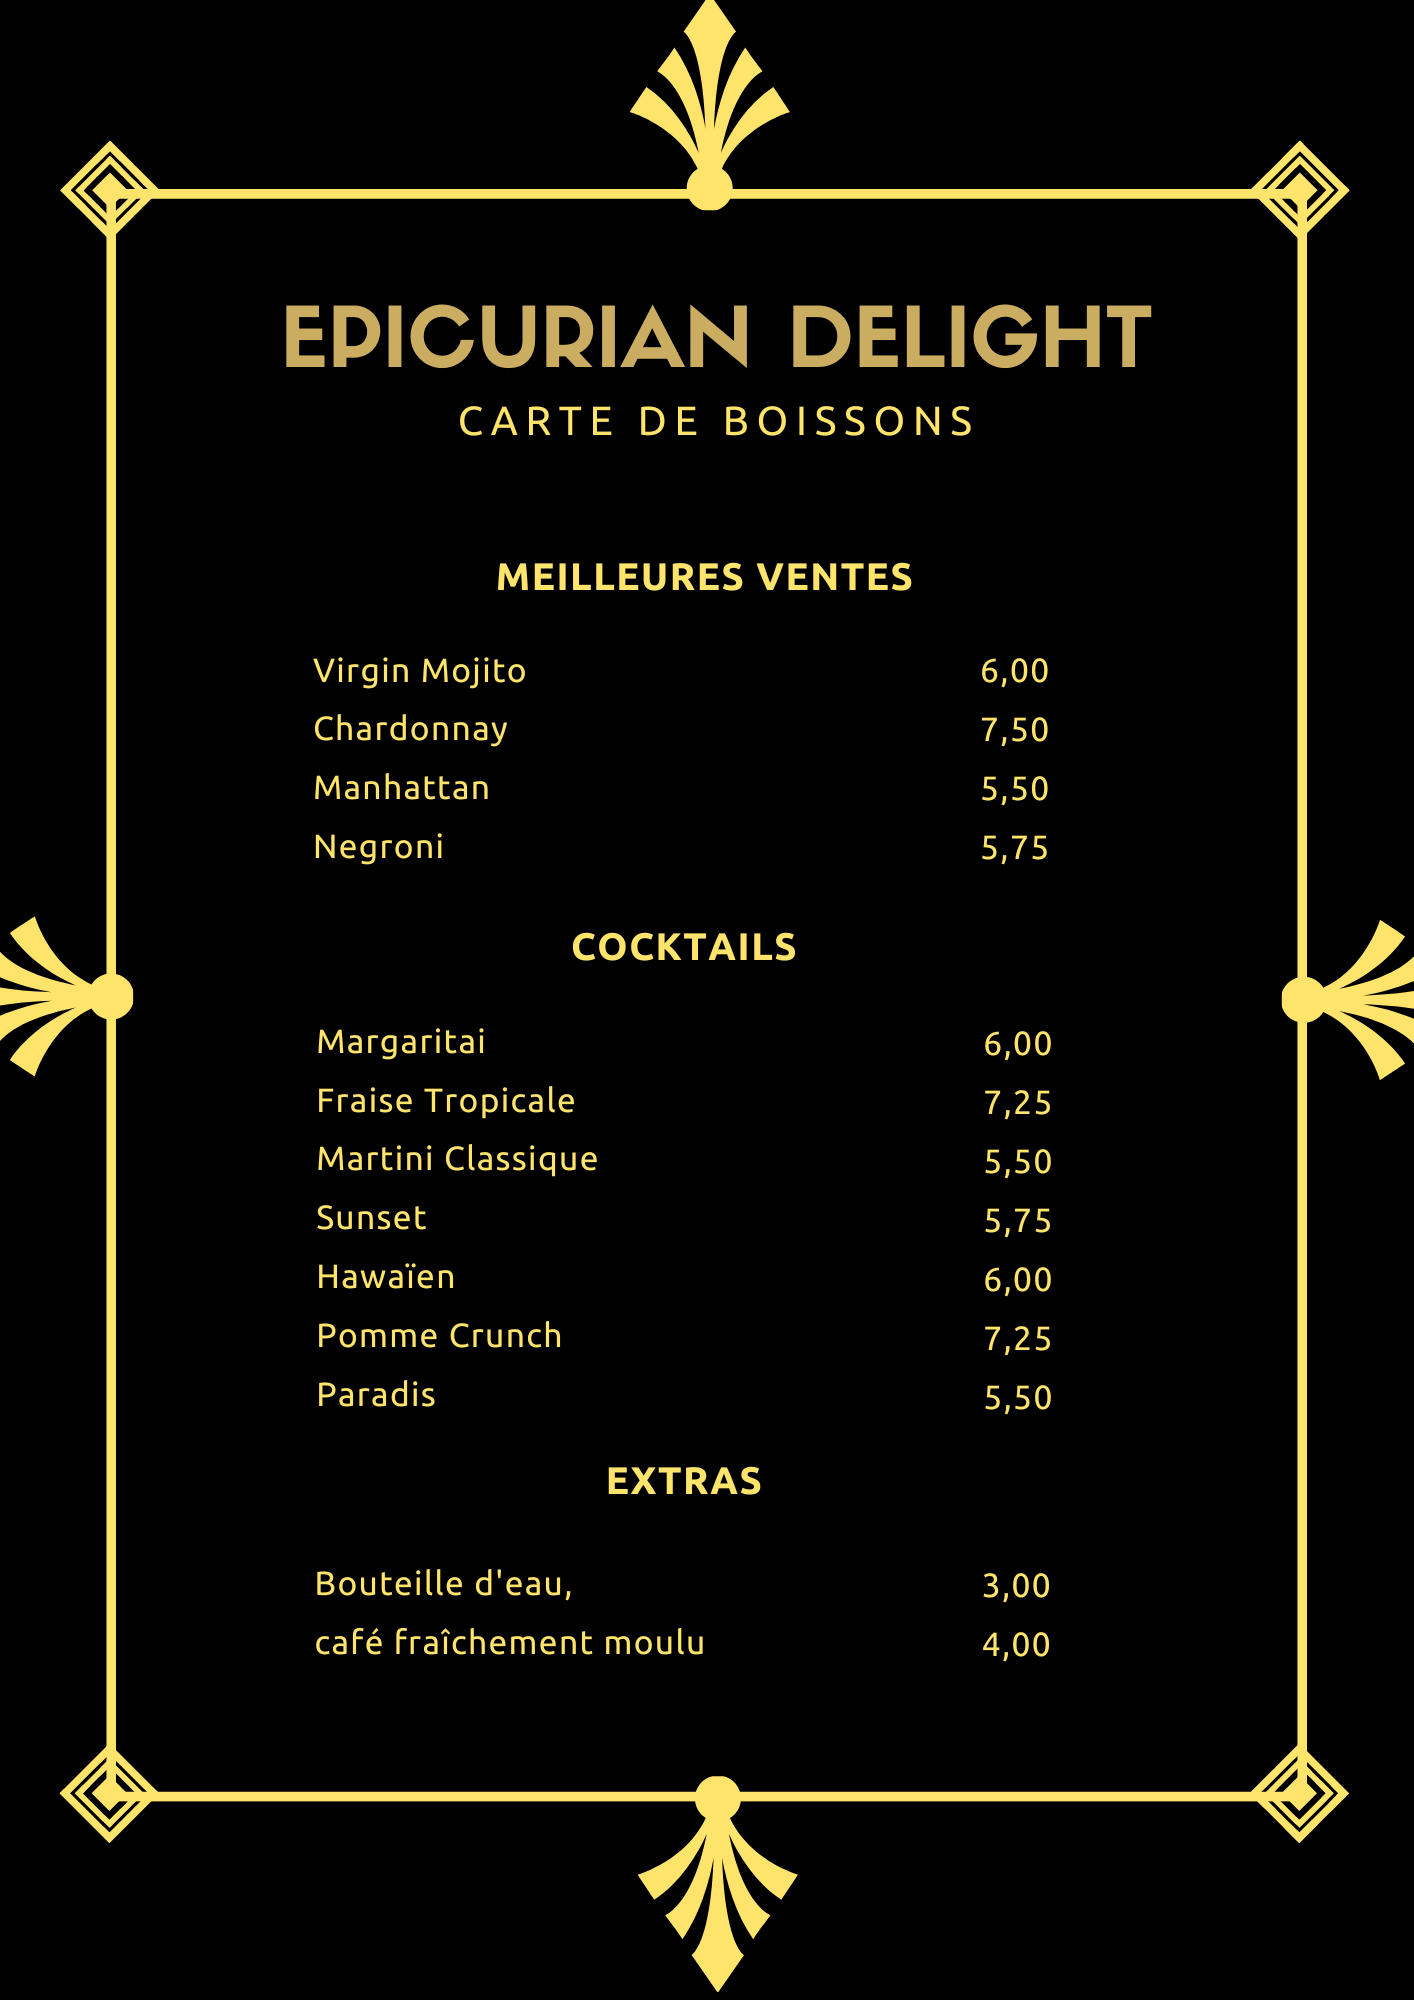 EPICURIAN DELIGHT
CARTE DE BOISSONS
MEILLEURES VENTES
Virgin Mojito 6,00
Chardonnay 7,50
Manhattan 5,50
Negroni 5,75
COCKTAILS
Margaritai 6,00
Fraise Tropicale 7,25
Martini Classique 5,50
Sunset 5,75
Hawaïen 6,00
Pomme Crunch 7,25
Paradis 5,50
EXTRAS
Bouteille d'eau, 3,00
café fraîchement moulu 4,00